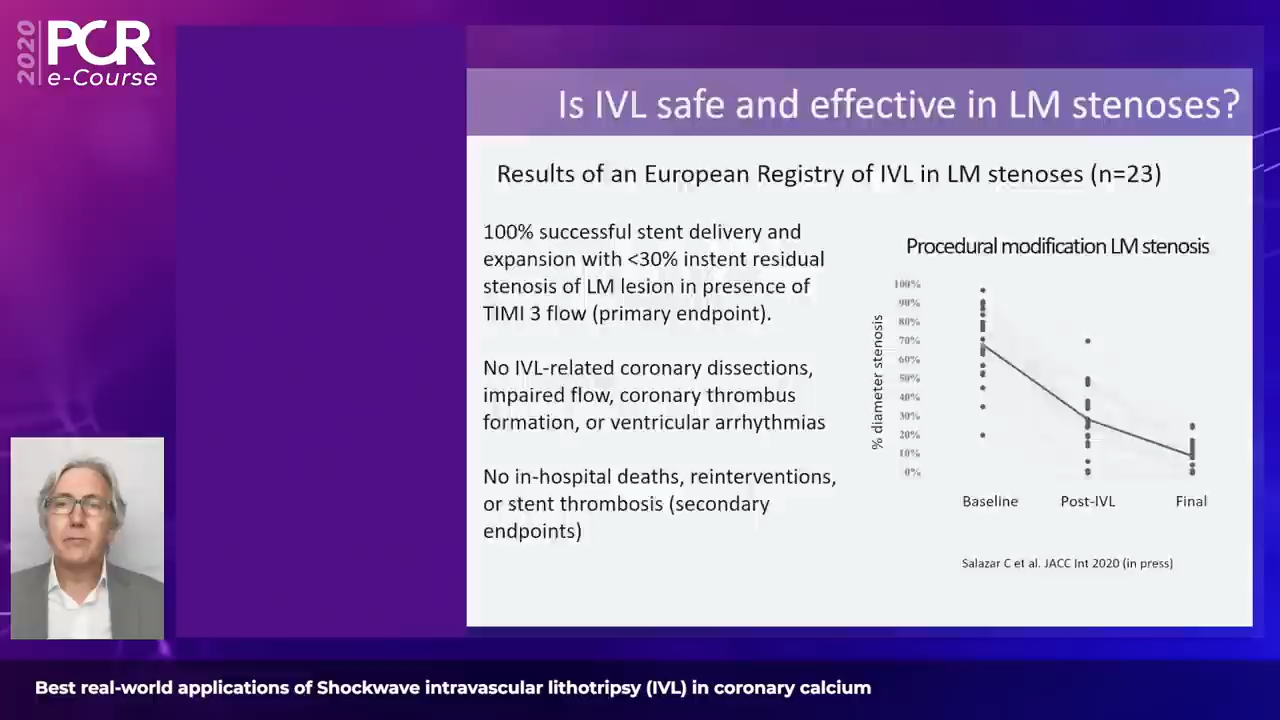 2020
PCR
e-Course
Is IVL safe and effective in LM stenoses?
Results of an European Registry of IVL in LM stenoses (n=23)
100% successful stent delivery and
expansion with <30% instent residual
stenosis of LM lesion in presence of
TIMI 3 flow (primary endpoint).
No IVL-related coronary dissections,
impaired flow, coronary thrombus
formation, or ventricular arrhythmias
No in-hospital deaths, reinterventions,
or stent thrombosis (secondary
endpoints)
Procedural modification LM stenosis
% diameter stenosis
100%
90%
80%
70%
60%
50%
40%
30%
20%
10%
0%
Baseline Post-IVL Final
Salazar C et al. JACC Int 2020 (in press)
Best real-world applications of Shockwave intravascular lithotripsy (IVL) in coronary calcium